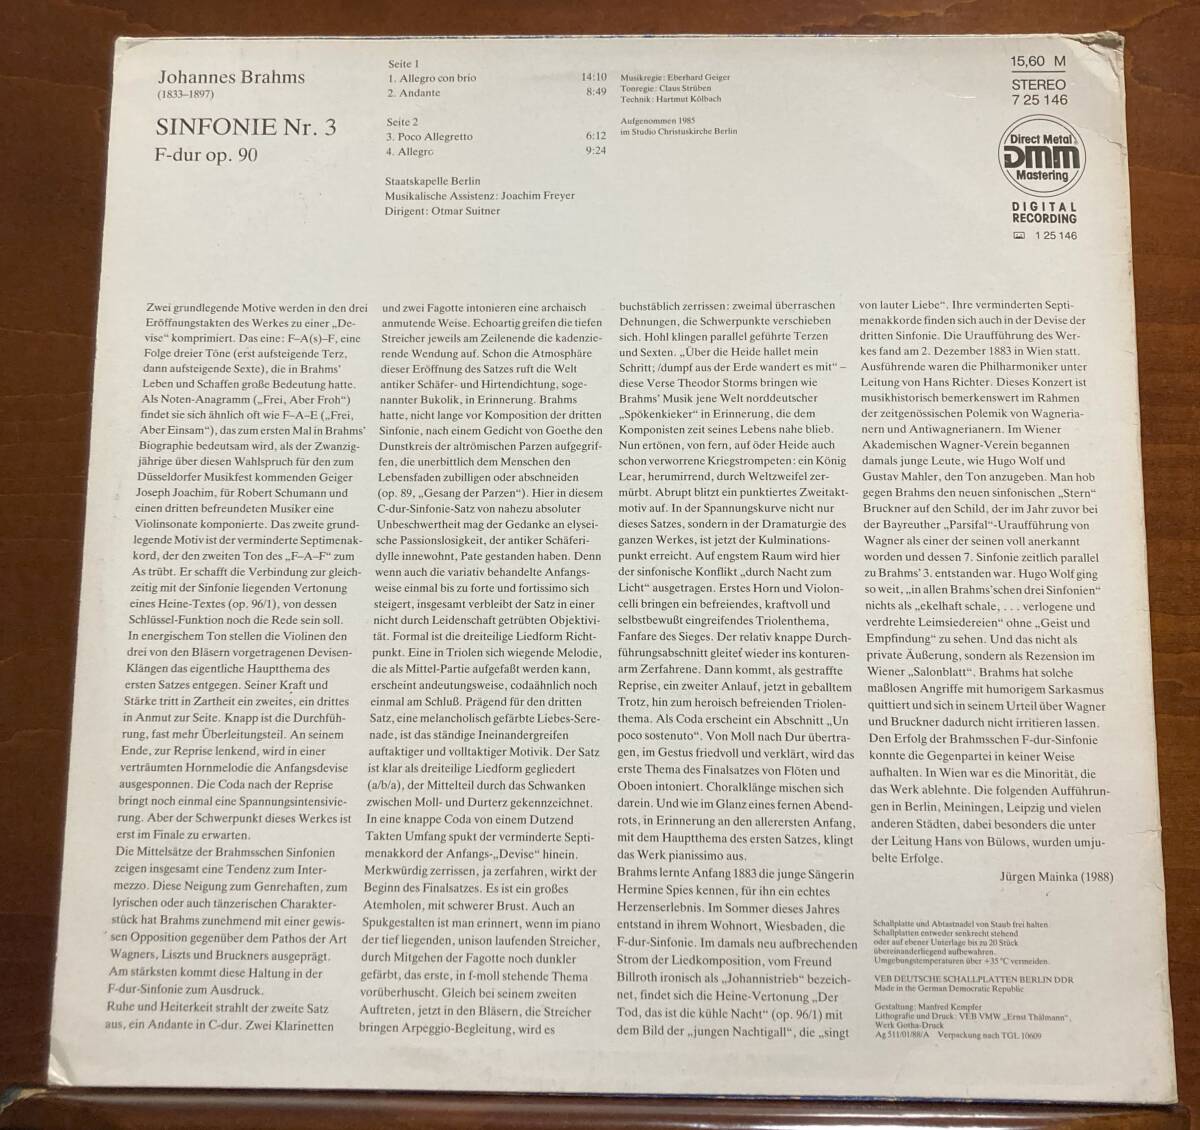 Johannes Brahms
(1833–1897)
SINFONIE Nr. 3
F-dur op. 90
Seite 1
1. Allegro con brio 14:10
2. Andante 8:49
Seite 2
3. Poco Allegretto 6:12
4. Allegro 9:24
Staatskapelle Berlin
Musikalische Assistenz: Joachim Freyer
Dirigent: Otmar Suitner
Musikregie: Eberhard Geiger
Tonregie: Claus Strüben
Technik: Hartmut Kölbach
Aufgenommen 1985
im Studio Christuskirche Berlin
15,60 M
STEREO
7 25 146
Direct Metal
DMM
Mastering
DIGITAL
RECORDING
1 25 146
Zwei grundlegende Motive werden in den drei
Eröffnungstakten des Werkes zu einer „De-
vise“ komprimiert. Das eine: F–A(s)–F, eine
Folge dreier Töne (erst aufsteigende Terz,
dann aufsteigende Sexte), die in Brahms’
Leben und Schaffen große Bedeutung hatte.
Als Noten-Anagramm („Frei, Aber Froh“)
findet sie sich ähnlich oft wie F–A–E („Frei,
Aber Einsam“), das zum ersten Mal in Brahms’
Biographie bedeutsam wird, als der Zwanzig-
jährige über diesen Wahlspruch für den zum
Düsseldorfer Musikfest kommenden Geiger
Joseph Joachim, für Robert Schumann und
einen dritten befreundeten Musiker eine
Violinsonate komponierte. Das zweite grund-
legende Motiv ist der verminderte Septimenak-
kord, der den zweiten Ton des „F–A–F“ zum
As trübt. Er schafft die Verbindung zur gleich-
zeitig mit der Sinfonie liegenden Vertonung
eines Heine-Textes (op. 96/1), von dessen
Schlüssel-Funktion noch die Rede sein soll.
In energischem Ton stellen die Violinen den
drei von den Bläsern vorgetragenen Devisen-
Klängen das eigentliche Hauptthema des
ersten Satzes entgegen. Seiner Kraft und
Stärke tritt in Zartheit ein zweites, ein drittes
in Anmut zur Seite. Knapp ist die Durchfüh-
rung, fast mehr Überleitungsteil. An seinem
Ende, zur Reprise lenkend, wird in einer
verträumten Hornmelodie die Anfangsdevise
ausgesponnen. Die Coda nach der Reprise
bringt noch einmal eine Spannungsintensivie-
rung. Aber der Schwerpunkt dieses Werkes ist
erst im Finale zu erwarten.
Die Mittelsätze der Brahmsschen Sinfonien
zeigen insgesamt eine Tendenz zum Inter-
mezzo. Diese Neigung zum Genrehaften, zum
lyrischen oder auch tänzerischen Charakter-
stück hat Brahms zunehmend mit einer gewis-
sen Opposition gegenüber dem Pathos der Art
Wagners, Liszts und Bruckners ausgeprägt.
Am stärksten kommt diese Haltung in der
F-dur-Sinfonie zum Ausdruck.
Ruhe und Heiterkeit strahlt der zweite Satz
aus, ein Andante in C-dur. Zwei Klarinetten
und zwei Fagotte intonieren eine archaisch
anmutende Weise. Echoartig greifen die tiefen
Streicher jeweils am Zeilenende die kadenzie-
rende Wendung auf. Schon die Atmosphäre
dieser Eröffnung des Satzes ruft die Welt
antiker Schäfer- und Hirtendichtung, soge-
nannter Bukolik, in Erinnerung. Brahms
hatte, nicht lange vor Komposition der dritten
Sinfonie, nach einem Gedicht von Goethe den
Dunstkreis der altrömischen Parzen aufgegrif-
fen, die unerbittlich dem Menschen den
Lebensfaden zubilligen oder abschneiden
(op. 89, „Gesang der Parzen“). Hier in diesem
C-dur-Sinfonie-Satz von nahezu absoluter
Unbeschwertheit mag der Gedanke an elysei-
sche Passionslosigkeit, der antiker Schäferi-
dylle innewohnt, Pate gestanden haben. Denn
wenn auch die variativ behandelte Anfangs-
weise einmal bis zu forte und fortissimo sich
steigert, insgesamt verbleibt der Satz in einer
nicht durch Leidenschaft getrübten Objektivi-
tät. Formal ist die dreiteilige Liedform Richt-
punkt. Eine in Triolen sich wiegende Melodie,
die als Mittel-Partie aufgefaßt werden kann,
erscheint andeutungsweise, codaähnlich noch
einmal am Schluß. Prägend für den dritten
Satz, eine melancholisch gefärbte Liebes-Sere-
nade, ist das ständige Ineinandergreifen
auftaktiger und volltaktiger Motivik. Der Satz
ist klar als dreiteilige Liedform gegliedert
(a/b/a), der Mittelteil durch das Schwanken
zwischen Moll- und Durterz gekennzeichnet.
In eine knappe Coda von einem Dutzend
Takten Umfang spukt der verminderte Septi-
menakkord der Anfangs-„Devise“ hinein.
Merkwürdig zerrissen, ja zerfahren, wirkt der
Beginn des Finalsatzes. Es ist ein großes
Atemholen, mit schwerer Brust. Auch an
Spukgestalten ist man erinnert, wenn im piano
der tief liegenden, unison laufenden Streicher,
durch Mitgehen der Fagotte noch dunkler
gefärbt, das erste, in f-moll stehende Thema
vorüberhuscht. Gleich bei seinem zweiten
Auftreten, jetzt in den Bläsern, die Streicher
bringen Arpeggio-Begleitung, wird es
buchstäblich zerrissen: zweimal überraschen
Dehnungen, die Schwerpunkte verschieben
sich. Hohl klingen parallel geführte Terzen
und Sexten. „Über die Heide hallet mein
Schritt; /dumpf aus der Erde wandert es mit“ –
diese Verse Theodor Storms bringen wie
Brahms’ Musik jene Welt norddeutscher
„Spökenkieker“ in Erinnerung, die dem
Komponisten zeit seines Lebens nahe blieb.
Nun ertönen, von fern, auf öder Heide auch
schon verworrene Kriegstrompeten: ein König
Lear, herumirrend, durch Weltzweifel zer-
mürbt. Abrupt blitzt ein punktiertes Zweitakt-
motiv auf. In der Spannungskurve nicht nur
dieses Satzes, sondern in der Dramaturgie des
ganzen Werkes, ist jetzt der Kulminations-
punkt erreicht. Auf engstem Raum wird hier
der sinfonische Konflikt „durch Nacht zum
Licht“ ausgetragen. Erstes Horn und Violon-
celli bringen ein befreiendes, kraftvoll und
selbstbewußt eingreifendes Triolenthema,
Fanfare des Sieges. Der relativ knappe Durch-
führungsabschnitt gleitet wieder ins konturen-
arm Zerfahrene. Dann kommt, als gestraffte
Reprise, ein zweiter Anlauf, jetzt in geballtem
Trotz, hin zum heroisch befreienden Triolen-
thema. Als Coda erscheint ein Abschnitt „Un
poco sostenuto“. Von Moll nach Dur übertra-
gen, im Gestus friedvoll und verklärt, wird das
erste Thema des Finalsatzes von Flöten und
Oboen intoniert. Choralklänge mischen sich
darein. Und wie im Glanz eines fernen Abend-
rots, in Erinnerung an den allerersten Anfang,
mit dem Hauptthema des ersten Satzes, klingt
das Werk pianissimo aus.
Brahms lernte Anfang 1883 die junge Sängerin
Hermine Spies kennen, für ihn ein echtes
Herzenserlebnis. Im Sommer dieses Jahres
entstand in ihrem Wohnort, Wiesbaden, die
F-dur-Sinfonie. Im damals neu aufbrechenden
Strom der Liedkomposition, vom Freund
Billroth ironisch als „Johannistrieb“ bezeich-
net, findet sich die Heine-Vertonung „Der
Tod, das ist die kühle Nacht“ (op. 96/1) mit
dem Bild der „jungen Nachtigall“, die „singt
von lauter Liebe“. Ihre verminderten Septi-
menakkorde finden sich auch in der Devise der
dritten Sinfonie. Die Uraufführung des Wer-
kes fand am 2. Dezember 1883 in Wien statt.
Ausführende waren die Philharmoniker unter
Leitung von Hans Richter. Dieses Konzert ist
musikhistorisch bemerkenswert im Rahmen
der zeitgenössischen Polemik von Wagneria-
nern und Antiwagnerianern. Im Wiener
Akademischen Wagner-Verein begannen
damals junge Leute, wie Hugo Wolf und
Gustav Mahler, den Ton anzugeben. Man hob
gegen Brahms den neuen sinfonischen „Stern“
Bruckner auf den Schild, der im Jahr zuvor bei
der Bayreuther „Parsifal“-Uraufführung von
Wagner als einer der seinen voll anerkannt
worden und dessen 7. Sinfonie zeitlich parallel
zu Brahms’ 3. entstanden war. Hugo Wolf ging
so weit, „in allen Brahms’schen drei Sinfonien“
nichts als „ekelhaft schale, . . . verlogene und
verdrehte Leimsiedereien“ ohne „Geist und
Empfindung“ zu sehen. Und das nicht als
private Äußerung, sondern als Rezension im
Wiener „Salonblatt“. Brahms hat solche
maßlosen Angriffe mit humorigem Sarkasmus
quittiert und sich in seinem Urteil über Wagner
und Bruckner dadurch nicht irritieren lassen.
Den Erfolg der Brahmsschen F-dur-Sinfonie
konnte die Gegenpartei in keiner Weise
aufhalten. In Wien war es die Minorität, die
das Werk ablehnte. Die folgenden Aufführun-
gen in Berlin, Meiningen, Leipzig und vielen
anderen Städten, dabei besonders die unter
der Leitung Hans von Bülows, wurden umju-
belte Erfolge.
Jürgen Mainka (1988)
Schallplatte und Abtastnadel von Staub frei halten.
Schallplatten entweder senkrecht stehend
oder auf ebener Unterlage bis zu 20 Stück
übereinanderliegend aufbewahren.
Umgebungstemperaturen über +35 °C vermeiden.
VEB DEUTSCHE SCHALLPLATTEN BERLIN DDR
Made in the German Democratic Republic
Gestaltung: Manfred Kempfer
Lithografie und Druck: VEB VMW „Ernst Thälmann“,
Werk Gotha-Druck
Ag 511/01/88/A Verpackung nach TGL 10609